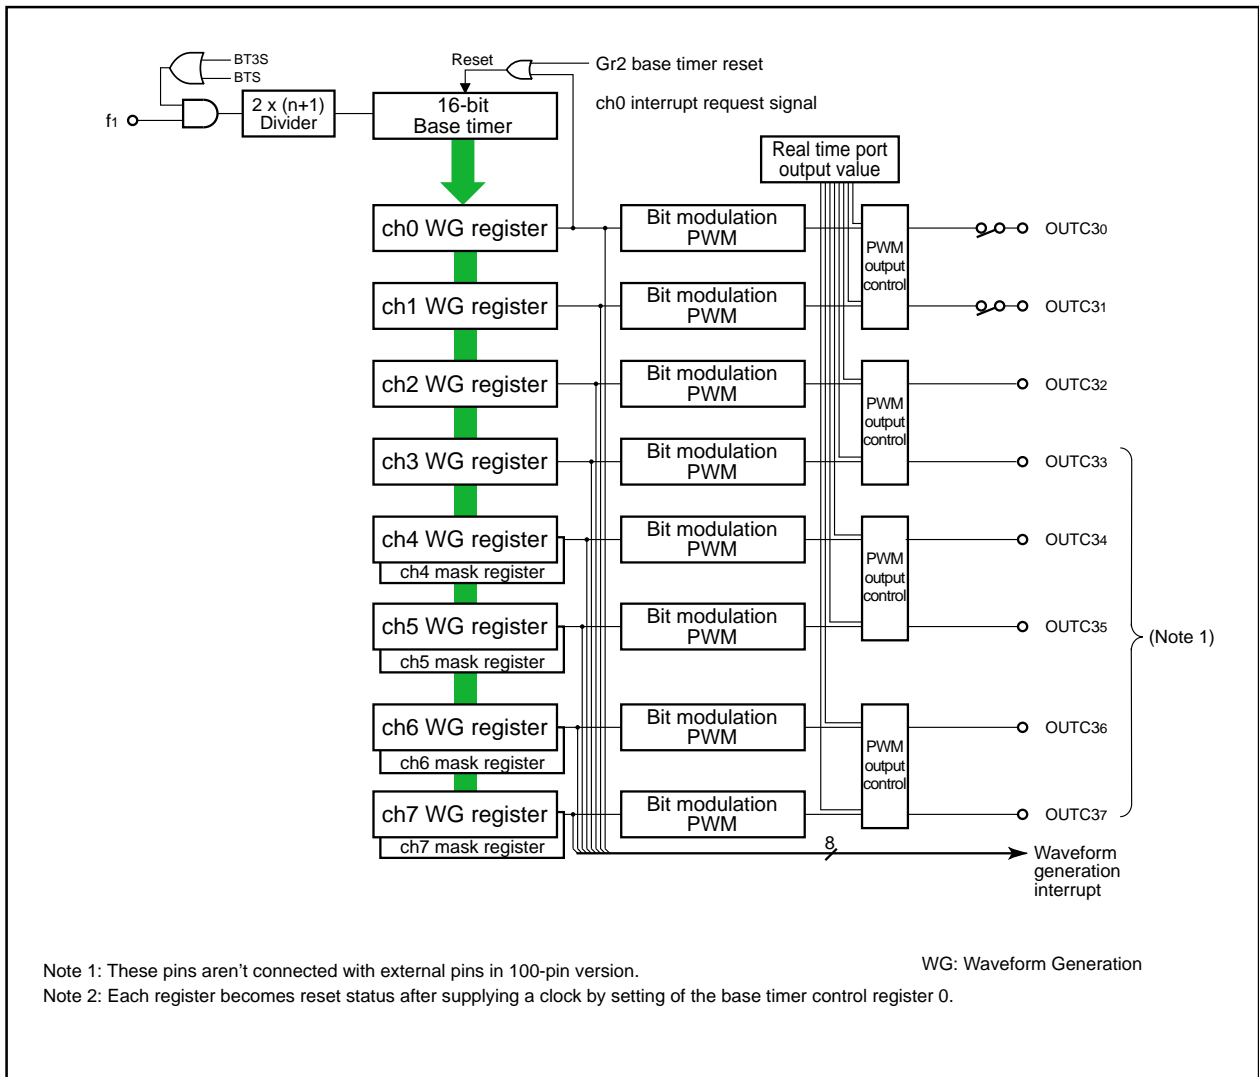 BT3S
BTS
Reset
Gr2 base timer reset
ch0 interrupt request signal
f1
2 x (n+1)
Divider
16-bit
Base timer
Real time port
output value
ch0 WG register
Bit modulation
PWM
PWM
output
control
OUTC30
ch1 WG register
Bit modulation
PWM
OUTC31
ch2 WG register
Bit modulation
PWM
PWM
output
control
OUTC32
ch3 WG register
Bit modulation
PWM
OUTC33
ch4 WG register
ch4 mask register
Bit modulation
PWM
PWM
output
control
OUTC34
ch5 WG register
ch5 mask register
Bit modulation
PWM
OUTC35
(Note 1)
ch6 WG register
ch6 mask register
Bit modulation
PWM
PWM
output
control
OUTC36
ch7 WG register
ch7 mask register
Bit modulation
PWM
OUTC37
8
Waveform
generation
interrupt
Note 1: These pins aren't connected with external pins in 100-pin version.
WG: Waveform Generation
Note 2: Each register becomes reset status after supplying a clock by setting of the base timer control register 0.